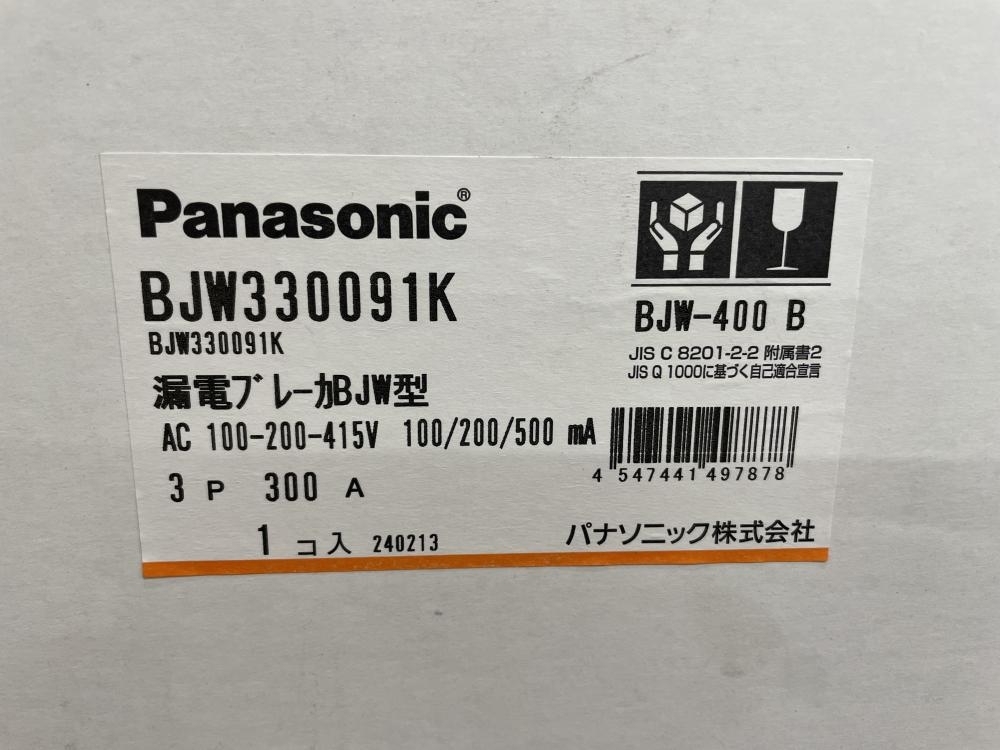 Panasonic®
BJW330091K
BJW330091K
漏電ブレーカBJW型
AC 100-200-415V 100/200/500 mA
3 P 300 A
1 コ入 240213
BJW-400 B
JIS C 8201-2-2 附属書2
JIS Q 1000に基づく自己適合宣言
4 547441 497878
パナソニック株式会社